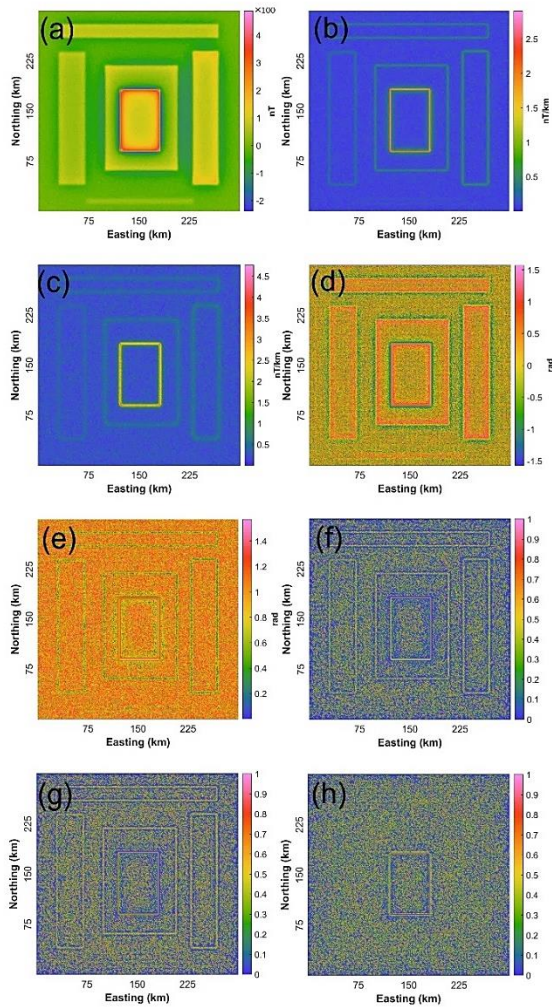 (a)
×100
4
3
2
1
0
-1
-2
nT
225
150
75
Northing (km)
75 150 225
Easting (km)
(b)
2.5
2
1.5
1
0.5
nT/km
225
150
75
Northing (km)
75 150 225
Easting (km)
(c)
4.5
4
3.5
3
2.5
2
1.5
1
0.5
nT/km
225
150
75
Northing (km)
75 150 225
Easting (km)
(d)
1.5
1
0.5
0
-0.5
-1
-1.5
rad
225
150
75
Northing (km)
75 150 225
Easting (km)
(e)
1.4
1.2
1
0.8
0.6
0.4
0.2
rad
225
150
75
Northing (km)
75 150 225
Easting (km)
(f)
1
0.9
0.8
0.7
0.6
0.5
0.4
0.3
0.2
0.1
0
225
150
75
Northing (km)
75 150 225
Easting (km)
(g)
1
0.9
0.8
0.7
0.6
0.5
0.4
0.3
0.2
0.1
0
225
150
75
Northing (km)
75 150 225
Easting (km)
(h)
1
0.9
0.8
0.7
0.6
0.5
0.4
0.3
0.2
0.1
0
225
150
75
Northing (km)
75 150 225
Easting (km)